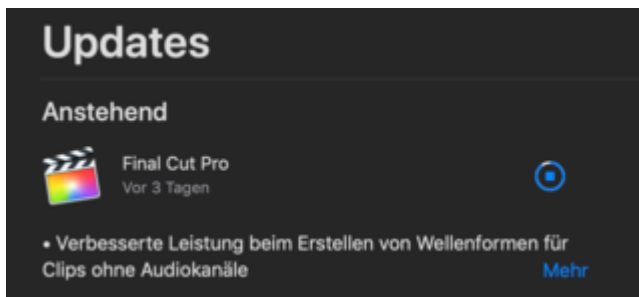 Updates
Anstehend
Final Cut Pro
Vor 3 Tagen
• Verbesserte Leistung beim Erstellen von Wellenformen für
Clips ohne Audiokanäle Mehr